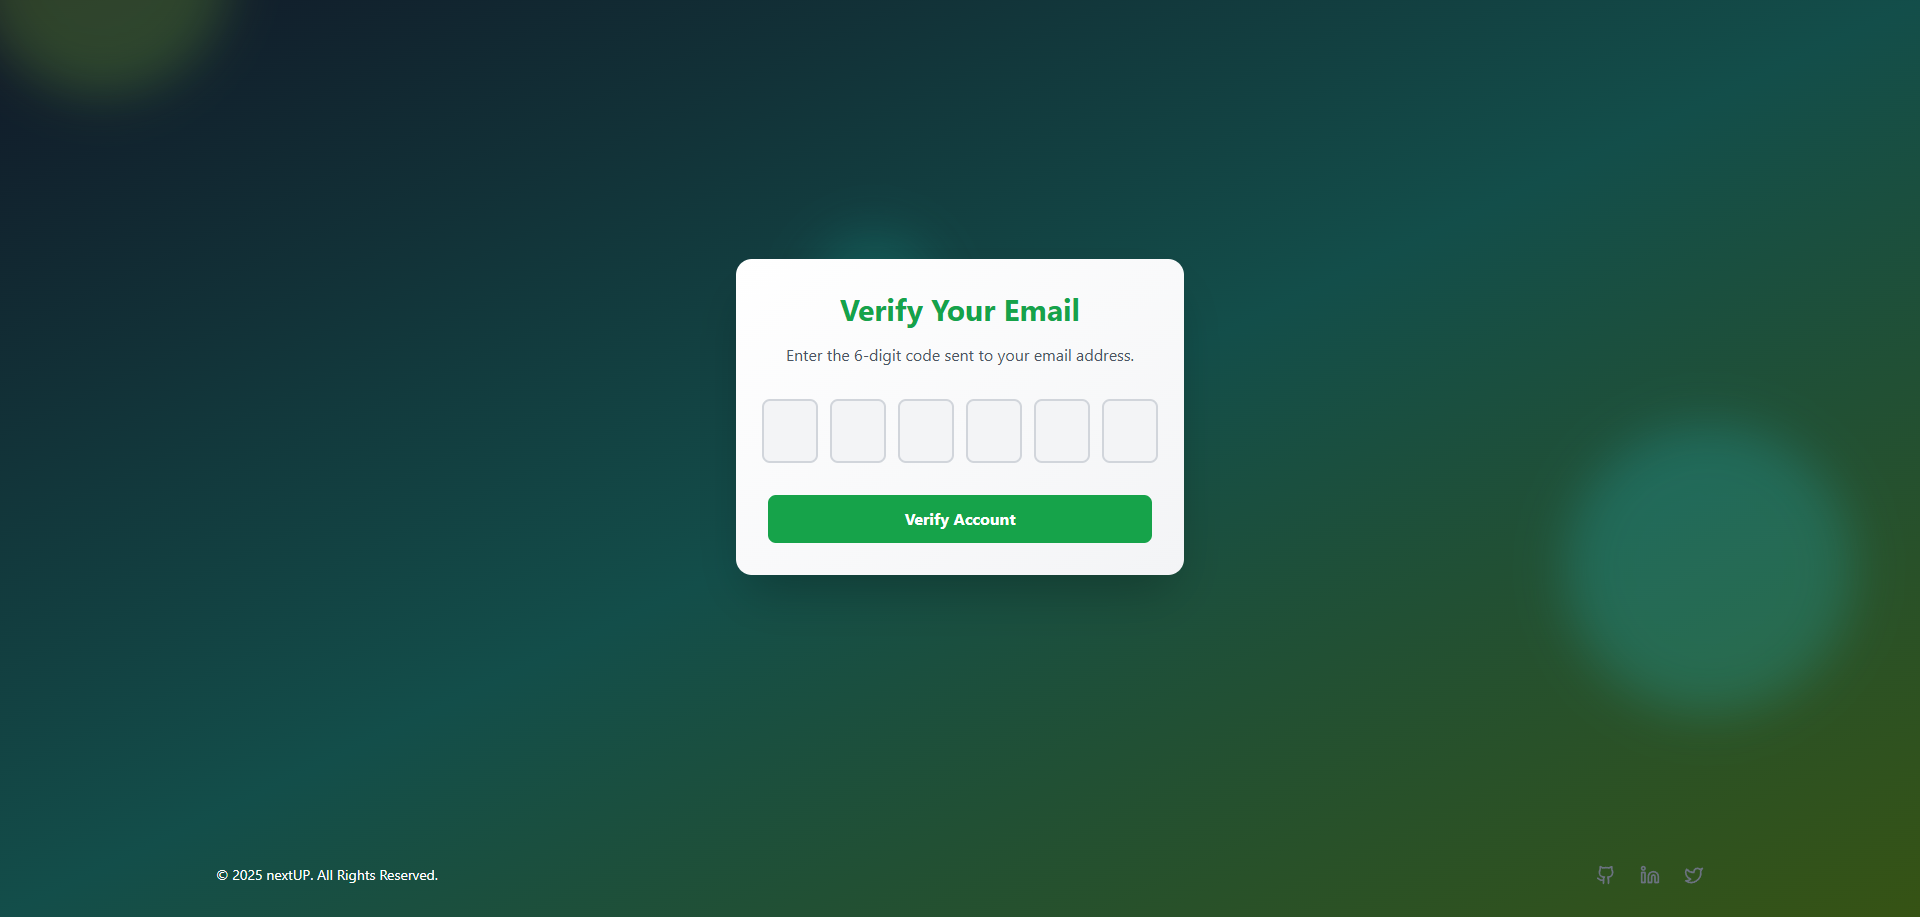 Verify Your Email
Enter the 6-digit code sent to your email address.
Verify Account
© 2025 nextUP. All Rights Reserved.